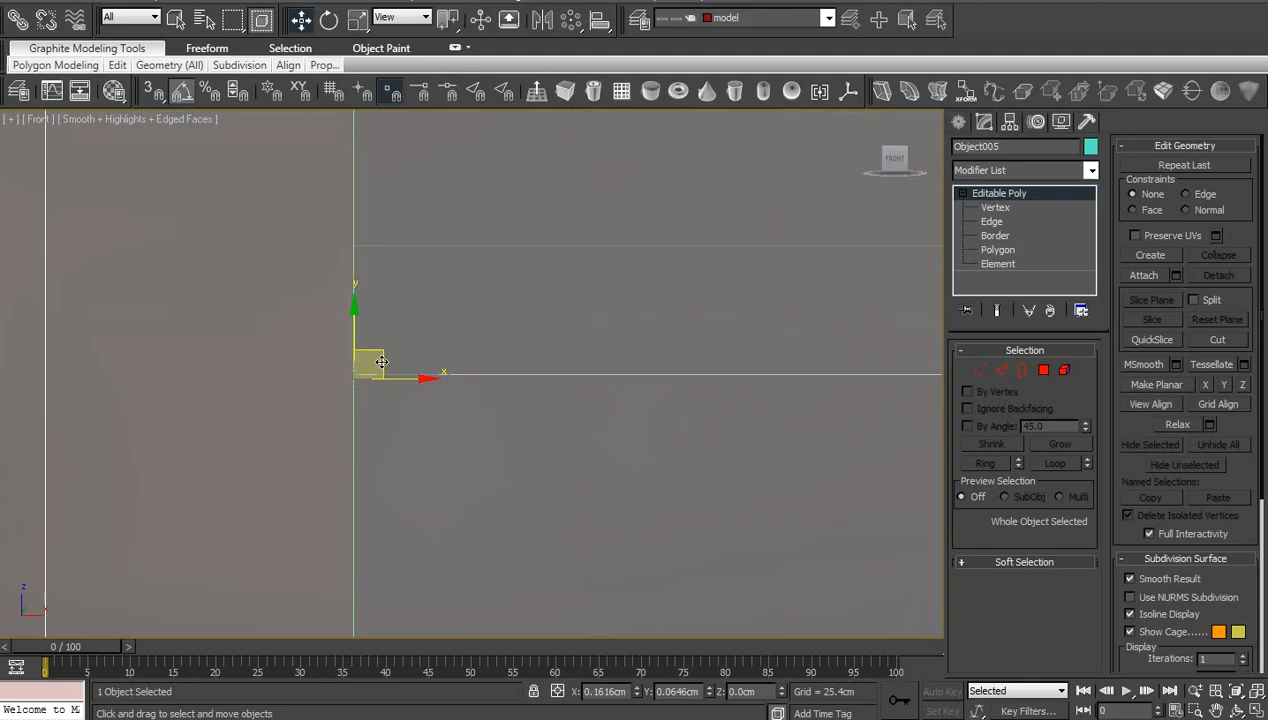 All
View
model
Graphite Modeling Tools
Freeform
Selection
Object Paint
Polygon Modeling
Edit
Geometry (All)
Subdivision
Align
Prop...
3
%
XY
XFORM
[ + ] [ Front ] [ Smooth + Highlights + Edged Faces ]
FRONT
y
x
z
Object005
Modifier List
Editable Poly
Vertex
Edge
Border
Polygon
Element
- Selection
By Vertex
Ignore Backfacing
By Angle: 45.0
Shrink
Grow
Ring
Loop
Preview Selection
Off
SubObj
Multi
Whole Object Selected
+ Soft Selection
- Edit Geometry
Repeat Last
Constraints
None
Edge
Face
Normal
Preserve UVs
Create
Collapse
Attach
Detach
Slice Plane
Split
Slice
Reset Plane
QuickSlice
Cut
MSmooth
Tessellate
Make Planar
X
Y
Z
View Align
Grid Align
Relax
Hide Selected
Unhide All
Hide Unselected
Named Selections:
Copy
Paste
Delete Isolated Vertices
Full Interactivity
- Subdivision Surface
Smooth Result
Use NURMS Subdivision
Isoline Display
Show Cage......
Display
Iterations: 1
< 0 / 100 >
0 5 10 15 20 25 30 35 40 45 50 55 60 65 70 75 80 85 90 95 100
1 Object Selected
X: 0.1616cm
Y: 0.0646cm
Z: 0.0cm
Grid = 25.4cm
Auto Key
Selected
Welcome to M
Click and drag to select and move objects
Add Time Tag
Set Key
Key Filters...
0